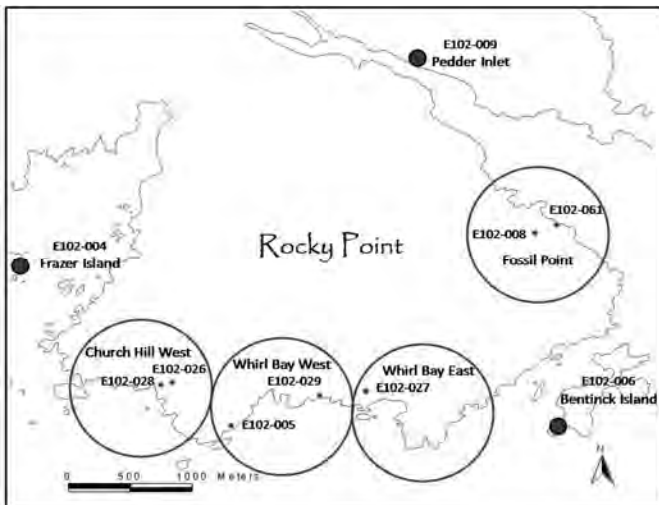 E102-009
Pedder Inlet
E102-061
E102-008
Fossil Point
E102-004
Frazer Island
Rocky Point
Church Hill West
E102-026
E102-028
Whirl Bay West
E102-029
E102-005
Whirl Bay East
E102-027
E102-006
Bentinck Island
N
0 500 1000 Meters